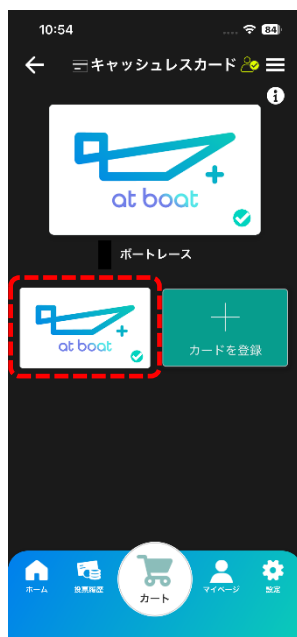 10:54
84
キャッシュレスカード
at boat
ボートレース
at boat
カードを登録
ホーム
投票履歴
カート
マイページ
設定